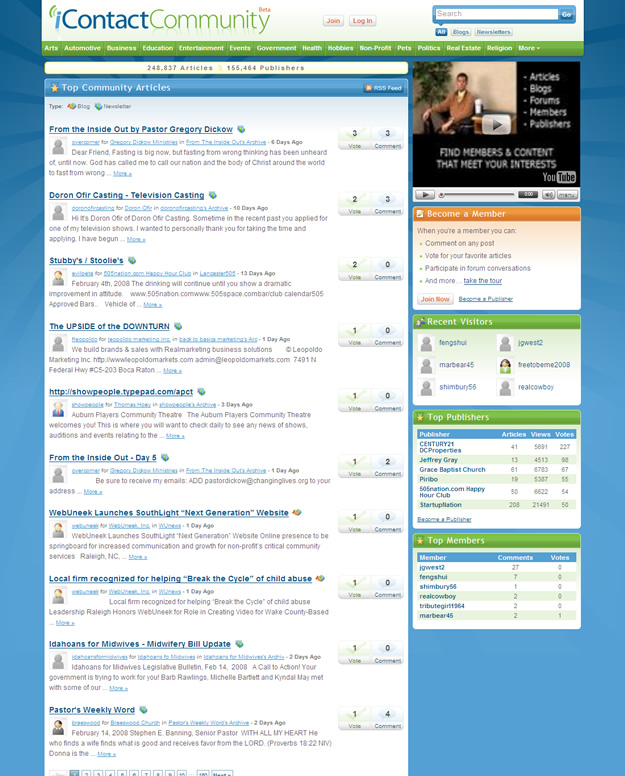 iContactCommunity Beta
Join Log In
Search Go
All Blogs Newsletters
Arts Automotive Business Education Entertainment Events Government Health Hobbies Non-Profit Pets Politics Real Estate Religion More
248,837 Articles 155,464 Publishers
Top Community Articles RSS Feed
Type: Blog Newsletter
From the Inside Out by Pastor Gregory Dickow
overcomer for Gregory Dickow Ministries in From The Inside Out's Archive - 6 Days Ago
Dear Friend, Fasting is big now, but fasting from wrong thinking has been unheard
of, until now. God has called me to call our nation and the body of Christ around the world
to fast from wrong ... More »
3 Vote 3 Comment
Doron Ofir Casting - Television Casting
doronofircasting for Doron Ofir in doronofircasting's Archive - 10 Days Ago
Hi It's Doron Ofir of Doron Ofir Casting. Sometime in the recent past you applied for
one of my television shows. I wanted to personally thank you for taking the time and
applying. I have begun ... More »
2 Vote 3 Comment
Stubby's / Stoolie's
evilpete for 505nation.com Happy Hour Club in Lancaster505 - 13 Days Ago
February 4th, 2008 The drinking will continue until you show a dramatic
improvement in attitude. www.505nation.comwww.505space.combar/club calendar505
Approved Bars.. Vehicle of ... More »
2 Vote 0 Comment
The UPSIDE of the DOWNTURN
lleopoldo for leopoldo marketing inc. in back to basics marketing's Arc - 1 Day Ago
We build brands & sales with Realmarketing business solutions © Leopoldo
Marketing Inc. http://wwwleopoldomarkets.com admin@leopoldomarkets.com 7491 N
Federal Hwy #C5-203 Boca Raton ... More »
1 Vote 0 Comment
http://showpeople.typepad.com/apct
showpeople for Thomas Hoey in showpeople's Archive - 3 Days Ago
Auburn Players Community Theatre The Auburn Players Community Theatre
welcomes you! This is where you will want to check daily to see any news of shows,
auditions and events relating to the ... More »
1 Vote 0 Comment
From the Inside Out - Day 5
overcomer for Gregory Dickow Ministries in From The Inside Out's Archive - 1 Day Ago
Be sure to receive my emails: ADD pastordickow@changinglives.org to your
address ... More »
1 Vote 2 Comment
WebUneek Launches SouthLight “Next Generation” Website
webuneek for WebUneek, Inc. in WUnews - 1 Day Ago
WebUneek Launches SouthLight “Next Generation” Website Online presence to be
springboard for increased communication and growth for non-profit's critical community
services Raleigh, NC, ... More »
1 Vote 0 Comment
Local firm recognized for helping “Break the Cycle” of child abuse
webuneek for WebUneek, Inc. in WUnews - 1 Day Ago
Local firm recognized for helping “Break the Cycle” of child abuse
Leadership Raleigh Honors WebUneek for Role in Creating Video for Wake County-Based
... More »
1 Vote 0 Comment
Idahoans for Midwives - Midwifery Bill Update
idahoansformidwives for Idahoans fo Midwives in Idahoans for Midwives's Archiv - 2 Days Ago
Idahoans for Midwives Legislative Bulletin, Feb 14, 2008 A Call to Action! Your
government is trying to work for you! Barb Rawlings, Michelle Bartlett and Kyndal May met
with some of our ... More »
1 Vote 0 Comment
Pastor's Weekly Word
braeswood for Braeswood Church in Pastor's Weekly Word's Archive - 2 Days Ago
February 14, 2008 Stephen E. Banning, Senior Pastor WITH ALL MY HEART He
who finds a wife finds what is good and receives favor from the LORD. (Proverbs 18:22 NIV)
Donna is the ... More »
1 Vote 4 Comment
1 2 3 4 5 6 7 8 9 10 ... Next »
- Articles
- Blogs
- Forums
- Members
- Publishers
FIND MEMBERS & CONTENT
THAT MEET YOUR INTERESTS
YouTube
0:00 menu
Become a Member
When you're a member you can:
Comment on any post
Vote for your favorite articles
Participate in forum conversations
And more... take the tour
Join Now Become a Publisher
Recent Visitors
fengshui jgwest2
marbear45 freetobeme2008
shimbury56 realcowboy
Top Publishers
Publisher Articles Views Votes
CENTURY21 DCProperties 41 5691 227
Jeffrey Gray 13 4513 98
Grace Baptist Church 61 6783 67
Piribo 19 5387 55
505nation.com Happy Hour Club 50 6622 54
StartupNation 208 21491 50
Become a Publisher
Top Members
Member Comments Votes
jgwest2 27 0
fengshui 7 0
shimbury56 1 0
realcowboy 2 0
tributegirl1964 2 0
marbear45 2 1